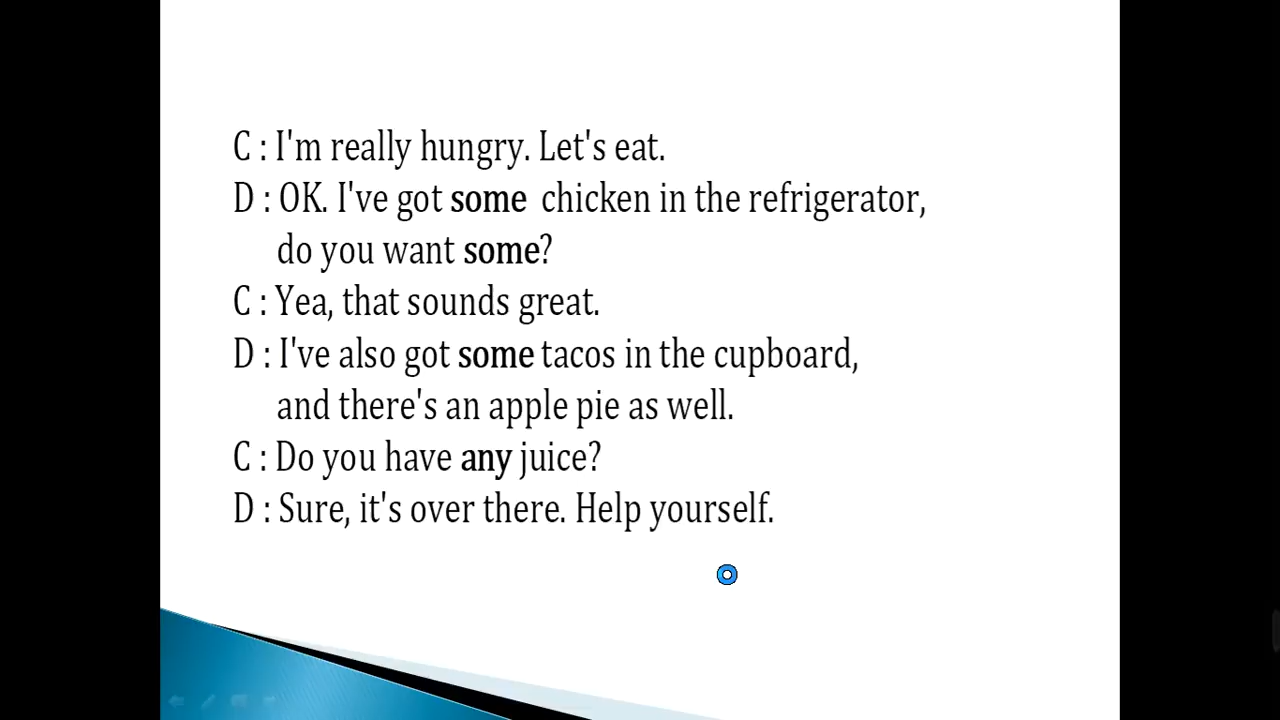 C : I'm really hungry. Let's eat.
D : OK. I've got some chicken in the refrigerator,
do you want some?
C : Yea, that sounds great.
D : I've also got some tacos in the cupboard,
and there's an apple pie as well.
C : Do you have any juice?
D : Sure, it's over there. Help yourself.